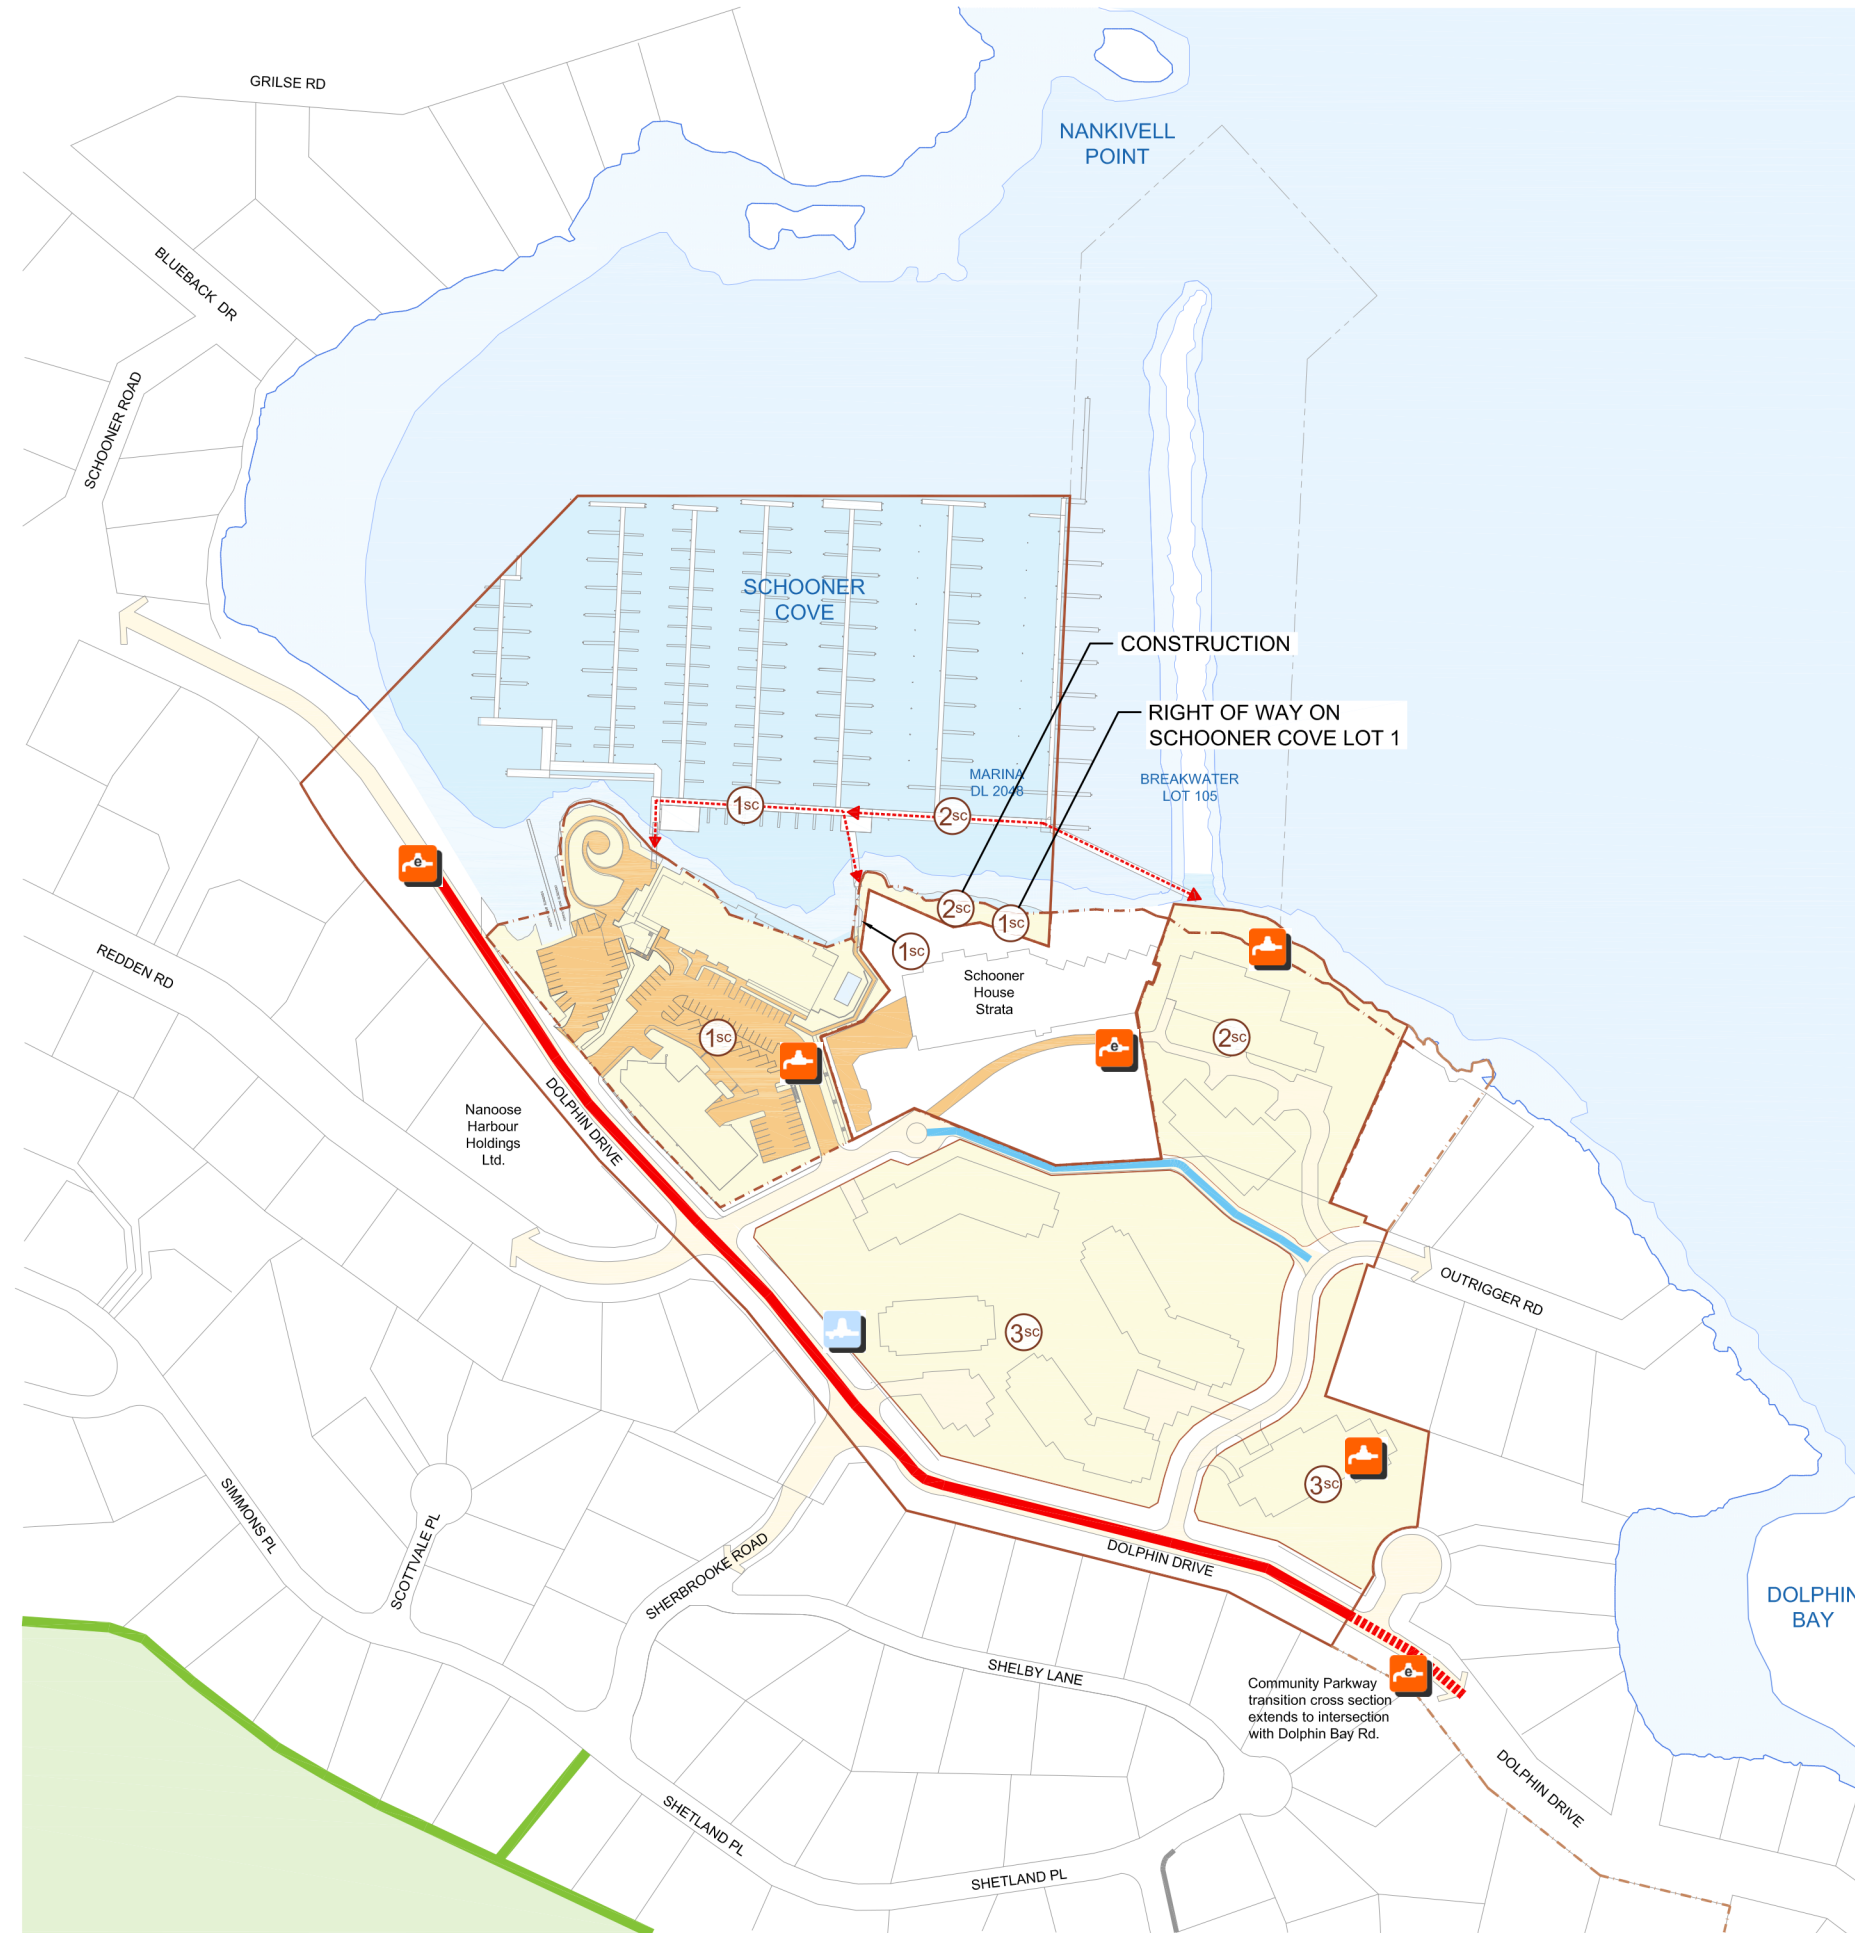 GRILSE RD
NANKIVELL
POINT
BLUEBACK DR
SCHOONER ROAD
SCHOONER
COVE
CONSTRUCTION
RIGHT OF WAY ON
SCHOONER COVE LOT 1
MARINA
DL 2048
BREAKWATER
LOT 105
1sc
2sc
e
2sc
1sc
1sc
REDDEN RD
Schooner
House
Strata
1sc
2sc
e
DOLPHIN DRIVE
Nanoose
Harbour
Holdings
Ltd.
OUTRIGGER RD
3sc
3sc
SIMMONS PL
SCOTTVALE PL
SHERBROOKE ROAD
DOLPHIN DRIVE
DOLPHIN
BAY
SHELBY LANE
e
Community Parkway
transition cross section
extends to intersection
with Dolphin Bay Rd.
DOLPHIN DRIVE
SHETLAND PL
SHETLAND PL